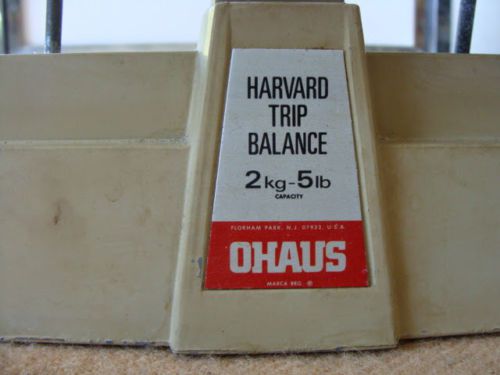 HARVARD
TRIP
BALANCE
2kg-5lb
CAPACITY
FLORHAM PARK, N.J. 07932, U.S.A.
OHAUS
MARCA REG. ®